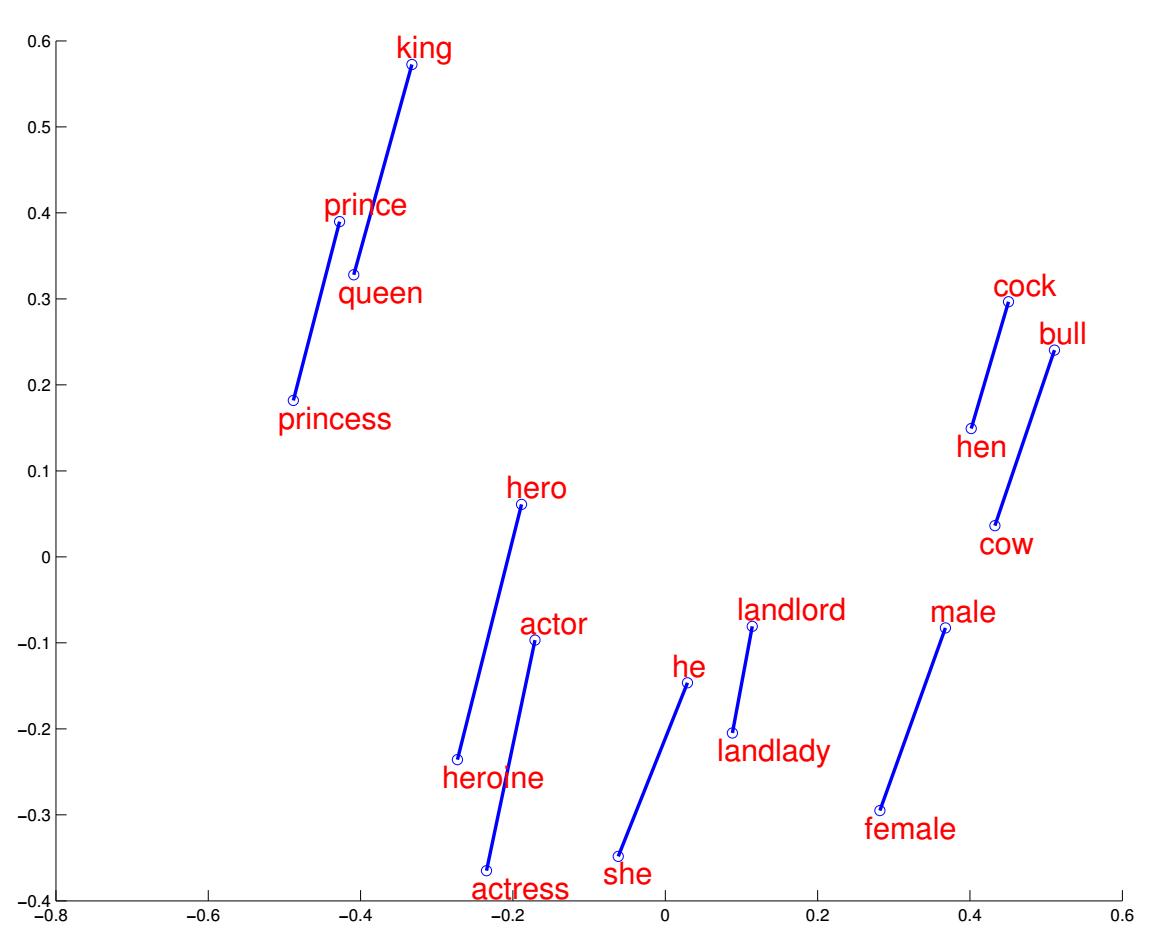 0.6
king
0.5
prince
0.4
queen
0.3
cock
bull
0.2
princess
hen
0.1
hero
cow
0
landlord
male
actor
−0.1
he
−0.2
landlady
heroine
−0.3
female
she
actress
−0.4
−0.8 −0.6 −0.4 −0.2 0 0.2 0.4 0.6